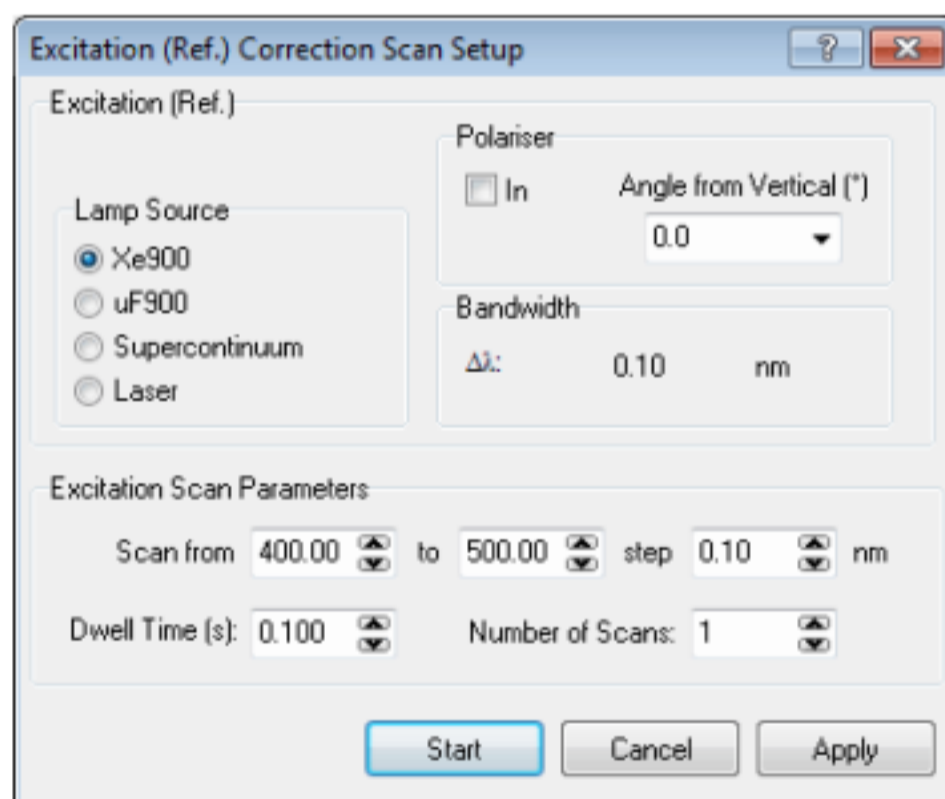 Excitation (Ref.) Correction Scan Setup
?
Excitation (Ref.)
Lamp Source
Xe900
uF900
Supercontinuum
Laser
Polariser
In
Angle from Vertical (°)
0.0
Bandwidth
Δλ: 0.10 nm
Excitation Scan Parameters
Scan from 400.00 to 500.00 step 0.10 nm
Dwell Time (s): 0.100 Number of Scans: 1
Start Cancel Apply